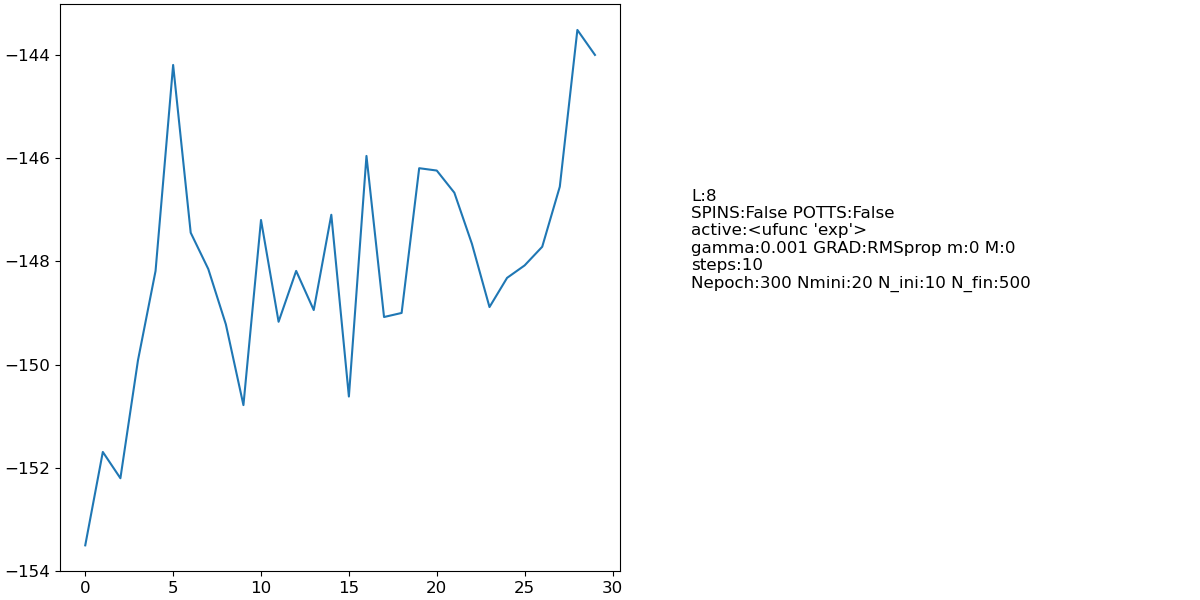 −144
−146
−148
−150
−152
−154
0 5 10 15 20 25 30
L:8
SPINS:False POTTS:False
active:<ufunc 'exp'>
gamma:0.001 GRAD:RMSprop m:0 M:0
steps:10
Nepoch:300 Nmini:20 N_ini:10 N_fin:500